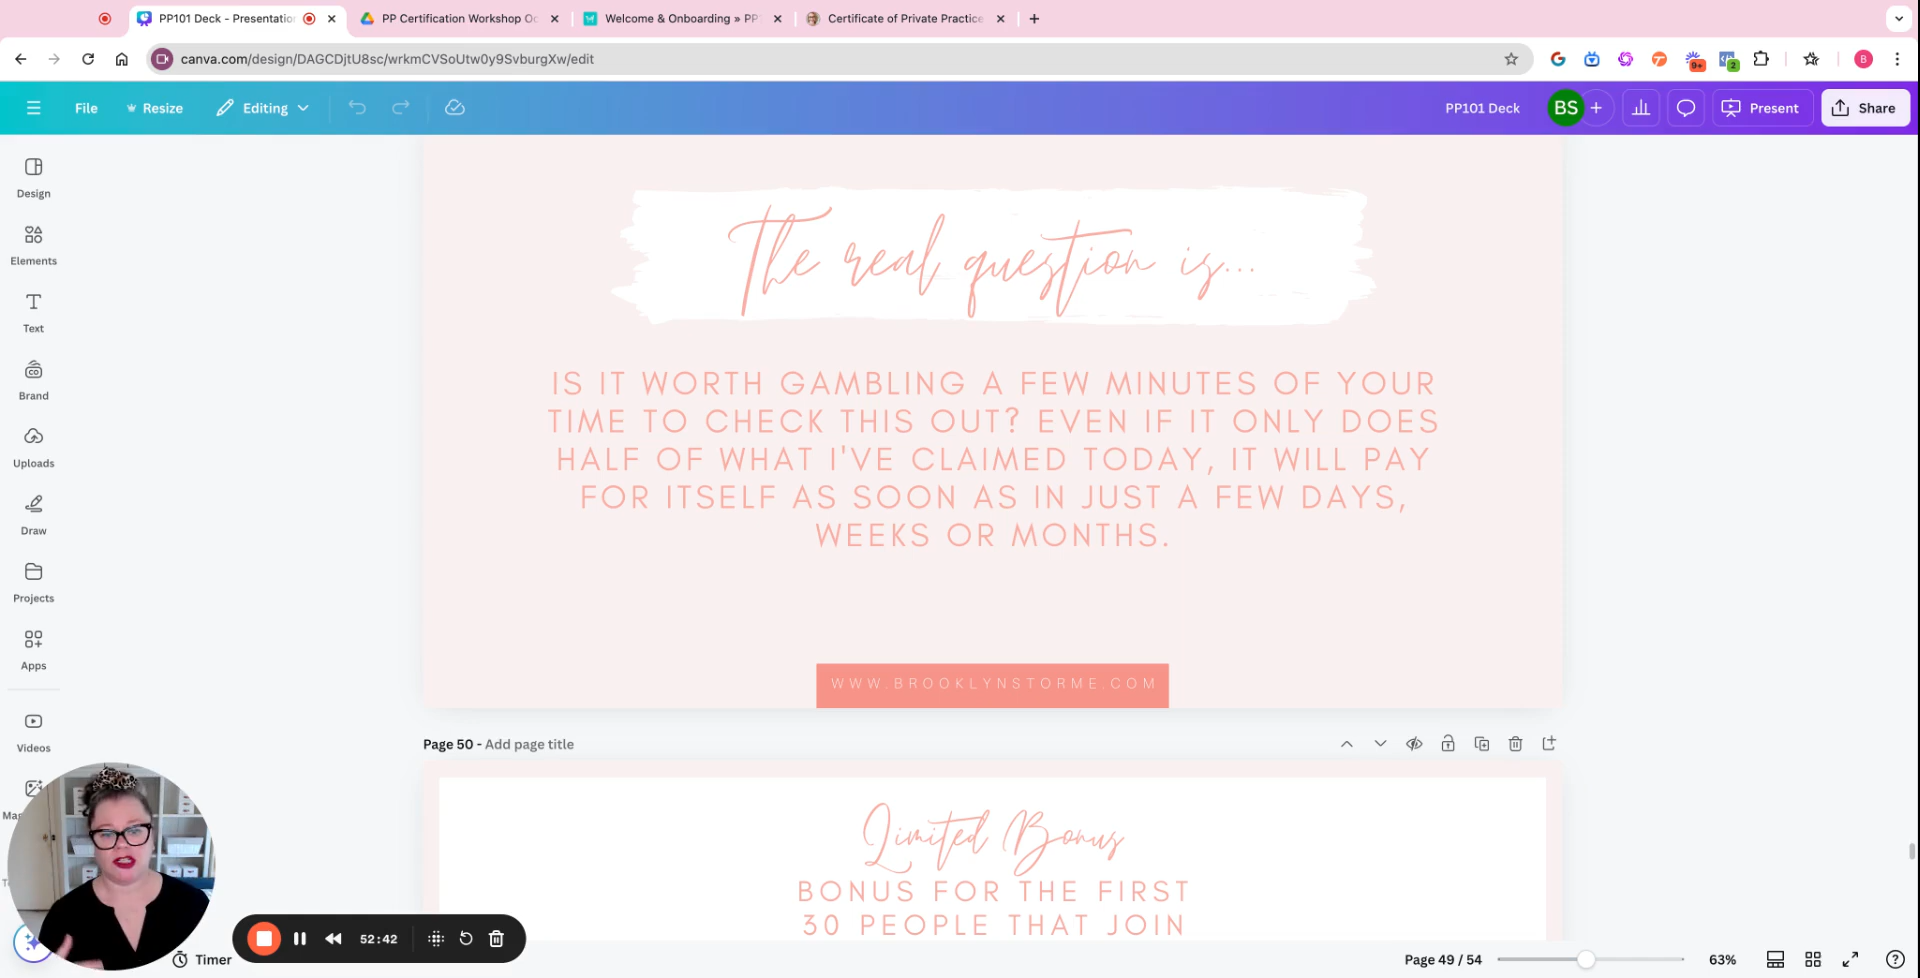 PP101 Deck - Presentation
PP Certification Workshop Oc
Welcome & Onboarding » PP
Certificate of Private Practice
canva.com/design/DAGCDjtU8sc/wrkmCVSoUtw0y9SvburgXw/edit
9+
2
B
File
Resize
Editing
PP101 Deck
BS
Present
Share
Design
Elements
Text
Brand
Uploads
Draw
Projects
Apps
Videos
The real question is...
IS IT WORTH GAMBLING A FEW MINUTES OF YOUR
TIME TO CHECK THIS OUT? EVEN IF IT ONLY DOES
HALF OF WHAT I'VE CLAIMED TODAY, IT WILL PAY
FOR ITSELF AS SOON AS IN JUST A FEW DAYS,
WEEKS OR MONTHS.
WWW.BROOKLYNSTORME.COM
Page 50 - Add page title
Limited Bonus
BONUS FOR THE FIRST
30 PEOPLE THAT JOIN
52:42
Timer
Page 49 / 54
63%